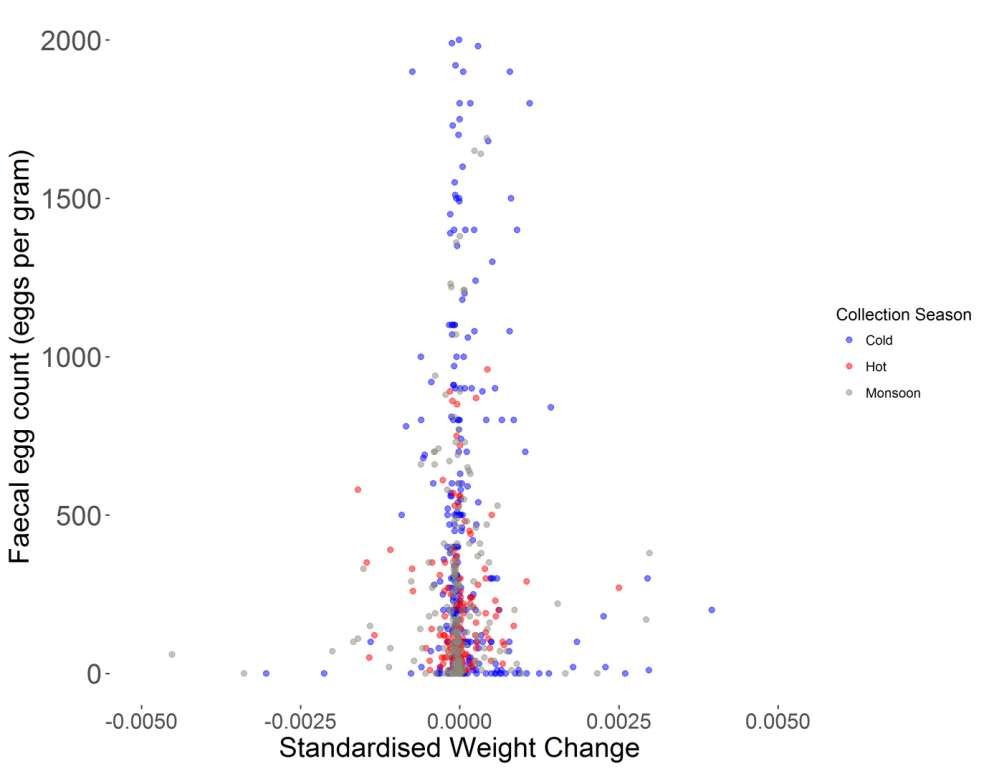 Faecal egg count (eggs per gram)
2000
1500
1000
500
0
-0.0050 -0.0025 0.0000 0.0025 0.0050
Standardised Weight Change
Collection Season
Cold
Hot
Monsoon